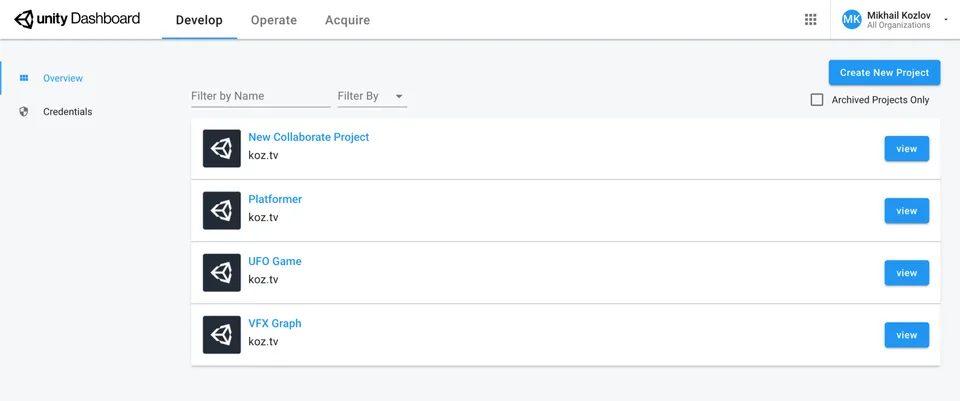 unity Dashboard
Develop
Operate
Acquire
MK
Mikhail Kozlov
All Organizations
Overview
Credentials
Create New Project
Filter by Name
Filter By
Archived Projects Only
New Collaborate Project
koz.tv
view
Platformer
koz.tv
view
UFO Game
koz.tv
view
VFX Graph
koz.tv
view